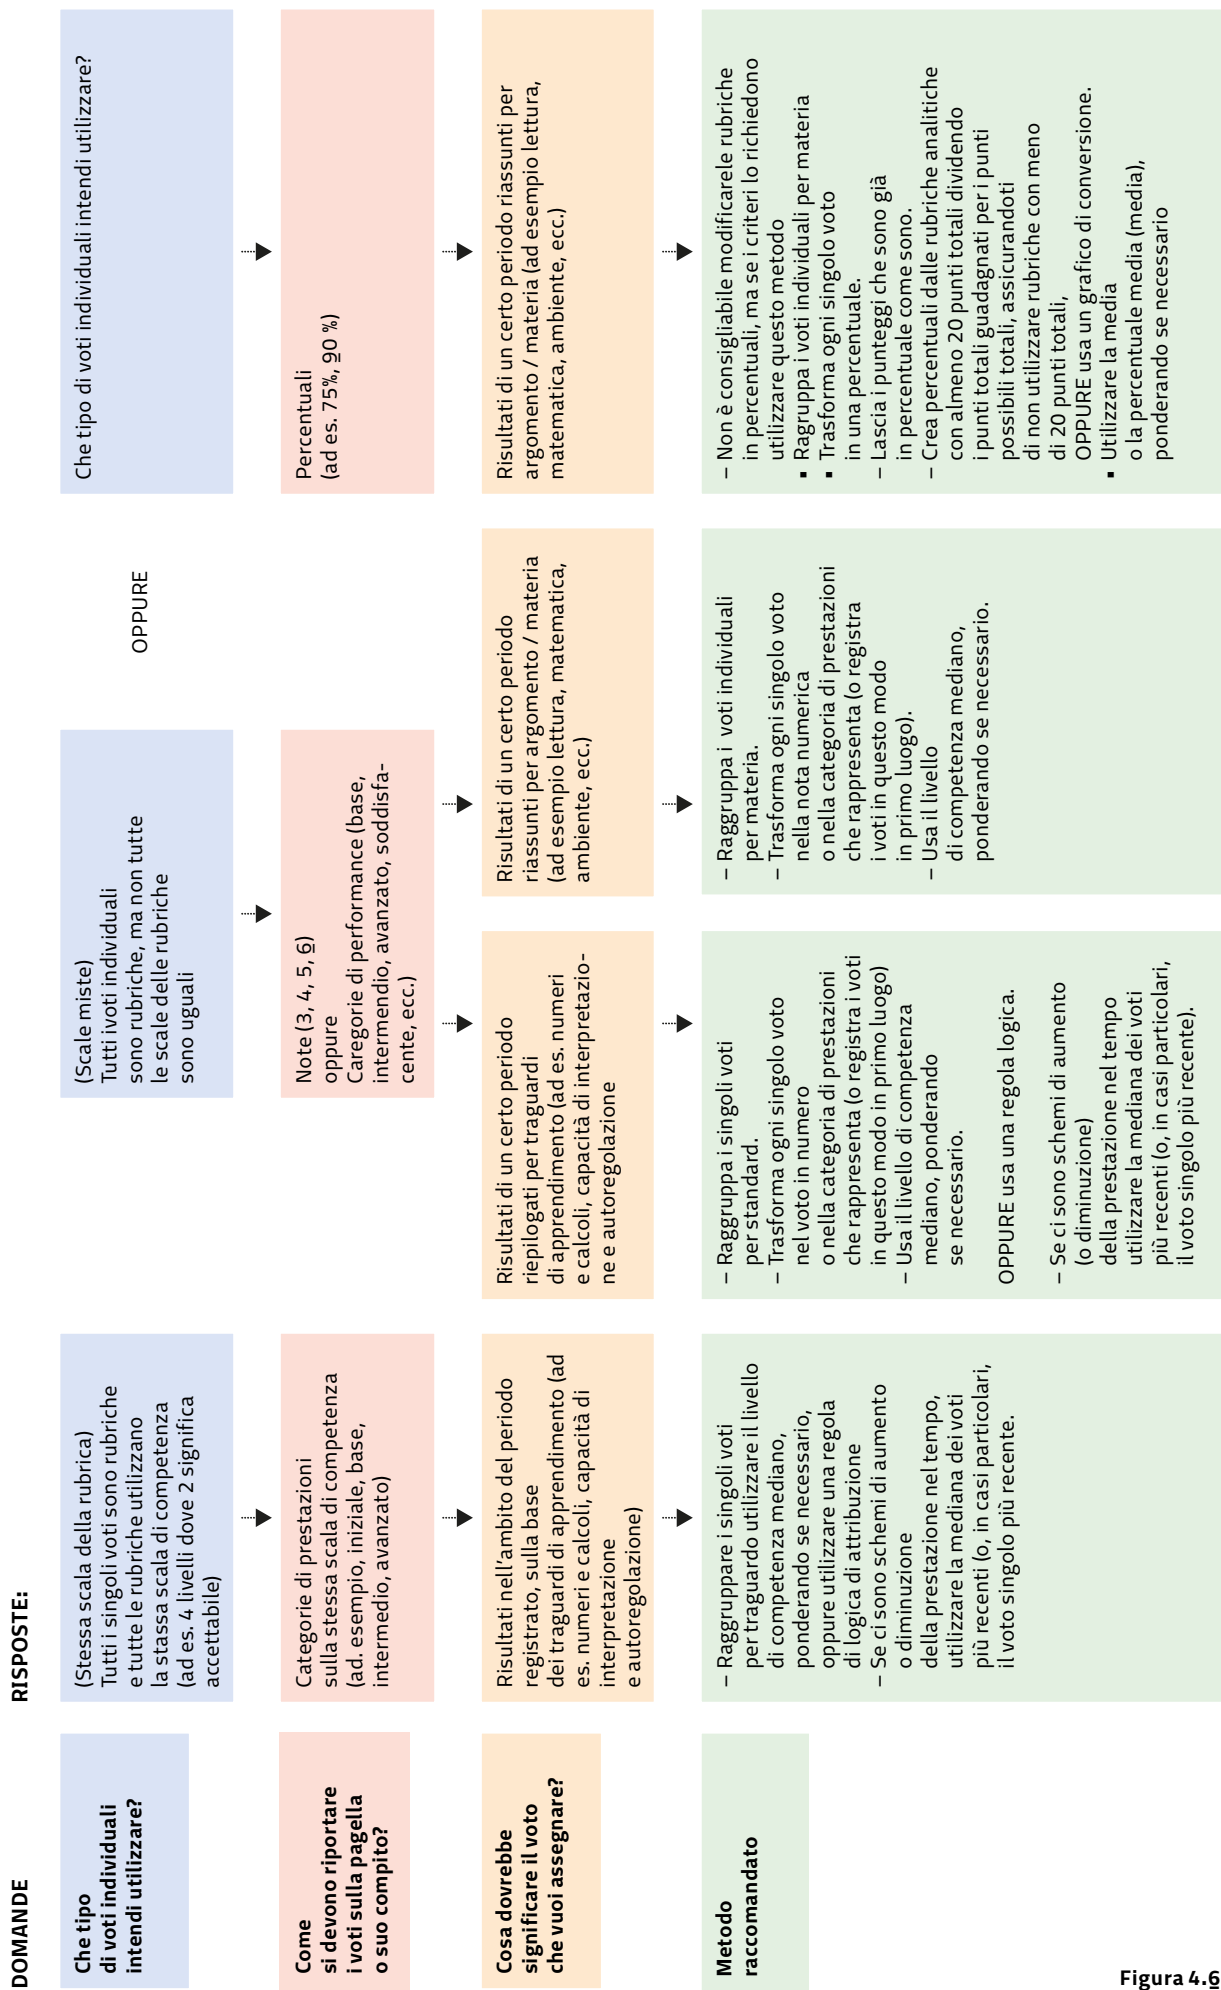 DOMANDE
RISPOSTE:
Che tipo
di voti individuali
intendi utilizzare?
(Stessa scala della rubrica)
Tutti i singoli voti sono rubriche
e tutte le rubriche utilizzano
la stassa scala di competenza
(ad es. 4 livelli dove 2 significa
accettabile)
(Scale miste)
Tutti i voti individuali
sono rubriche, ma non tutte
le scale delle rubriche
sono uguali
OPPURE
Che tipo di voti individuali intendi utilizzare?
Come
si devono riportare
i voti sulla pagella
o suo compito?
Categorie di prestazioni
sulla stessa scala di competenza
(ad. esempio, iniziale, base,
intermedio, avanzato)
Note (3, 4, 5, 6)
oppure
Caregorie di performance (base,
intermendio, avanzato, soddisfa-
cente, ecc.)
Percentuali
(ad es. 75%, 90 %)
Cosa dovrebbe
significare il voto
che vuoi assegnare?
Risultati nell'ambito del periodo
registrato, sulla base
dei traguardi di apprendimento (ad
es. numeri e calcoli, capacità di
interpretazione
e autoregolazione)
Risultati di un certo periodo
riepilogati per traguardi
di apprendimento (ad es. numeri
e calcoli, capacità di interpretazio-
ne e autoregolazione
Risultati di un certo periodo
riassunti per argomento / materia
(ad esempio lettura, matematica,
ambiente, ecc.)
Risultati di un certo periodo riassunti per
argomento / materia (ad esempio lettura,
matematica, ambiente, ecc.)
Metodo
raccomandato
– Raggruppare i singoli voti
per traguardo utilizzare il livello
di competenza mediano,
ponderando se necessario,
oppure utilizzare una regola
di logica di attribuzione
– Se ci sono schemi di aumento
o diminuzione
della prestazione nel tempo,
utilizzare la mediana dei voti
più recenti (o, in casi particolari,
il voto singolo più recente.
– Raggruppa i singoli voti
per standard.
– Trasforma ogni singolo voto
nel voto in numero
o nella categoria di prestazioni
che rappresenta (o registra i voti
in questo modo in primo luogo)
– Usa il livello di competenza
mediano, ponderando
se necessario.
OPPURE usa una regola logica.
– Se ci sono schemi di aumento
(o diminuzione)
della prestazione nel tempo
utilizzare la mediana dei voti
più recenti (o, in casi particolari,
il voto singolo più recente).
– Raggruppa i voti individuali
per materia.
– Trasforma ogni singolo voto
nella nota numerica
o nella categoria di prestazioni
che rappresenta (o registra
i voti in questo modo
in primo luogo).
– Usa il livello
di competenza mediano,
ponderando se necessario.
– Non è consigliabile modificarele rubriche
in percentuali, ma se i criteri lo richiedono
utilizzare questo metodo
▪ Ragruppa i voti individuali per materia
▪ Trasforma ogni singolo voto
in una percentuale.
– Lascia i punteggi che sono già
in percentuale come sono.
– Crea percentuali dalle rubriche analitiche
con almeno 20 punti totali dividendo
i punti totali guadagnati per i punti
possibili totali, assicurandoti
di non utilizzare rubriche con meno
di 20 punti totali,
OPPURE usa un grafico di conversione.
▪ Utilizzare la media
o la percentuale media (media),
ponderando se necessario
Figura 4.6